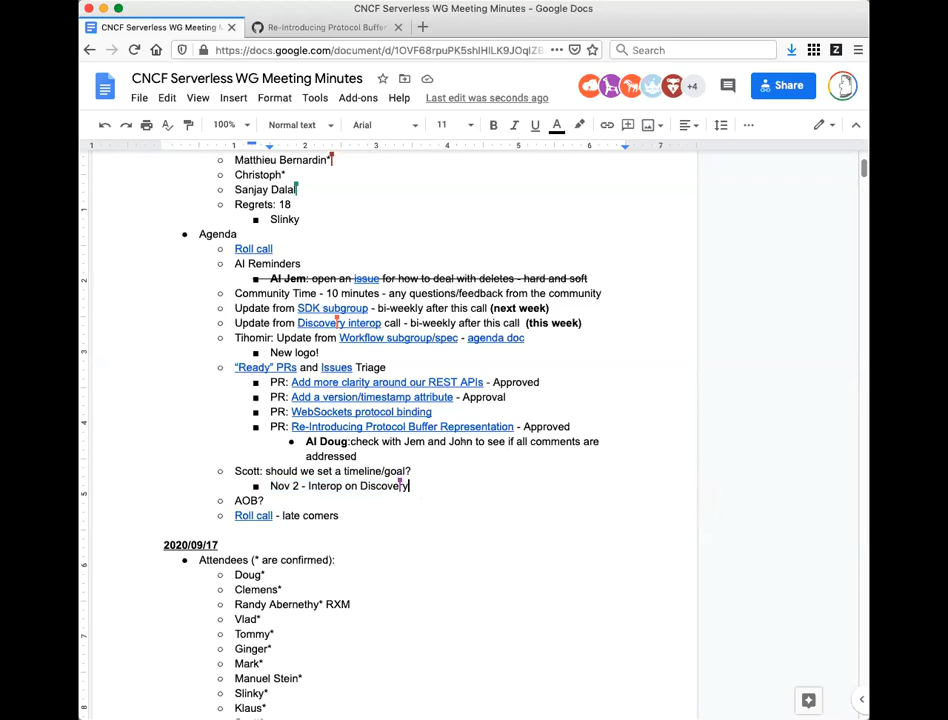 CNCF Serverless WG Meeting Minutes - Google Docs
CNCF Serverless WG Meeting M
Re-Introducing Protocol Buffer
https://docs.google.com/document/d/1OVF68rpuPK5shIHILK9JOqlZB
Search
CNCF Serverless WG Meeting Minutes
+4
Share
File Edit View Insert Format Tools Add-ons Help Last edit was seconds ago
100% Normal text Arial 11 B I U A
1 1 2 3 4 5 6 7
Matthieu Bernardin*
Christoph*
Sanjay Dalal
Regrets: 18
Slinky
Agenda
Roll call
AI Reminders
AI Jem: open an issue for how to deal with deletes - hard and soft
Community Time - 10 minutes - any questions/feedback from the community
Update from SDK subgroup - bi-weekly after this call (next week)
Update from Discovery interop call - bi-weekly after this call (this week)
Tihomir: Update from Workflow subgroup/spec - agenda doc
New logo!
"Ready" PRs and Issues Triage
PR: Add more clarity around our REST APIs - Approved
PR: Add a version/timestamp attribute - Approval
PR: WebSockets protocol binding
PR: Re-Introducing Protocol Buffer Representation - Approved
AI Doug:check with Jem and John to see if all comments are
addressed
Scott: should we set a timeline/goal?
Nov 2 - Interop on Discovery
AOB?
Roll call - late comers
2020/09/17
Attendees (* are confirmed):
Doug*
Clemens*
Randy Abernethy* RXM
Vlad*
Tommy*
Ginger*
Mark*
Manuel Stein*
Slinky*
Klaus*